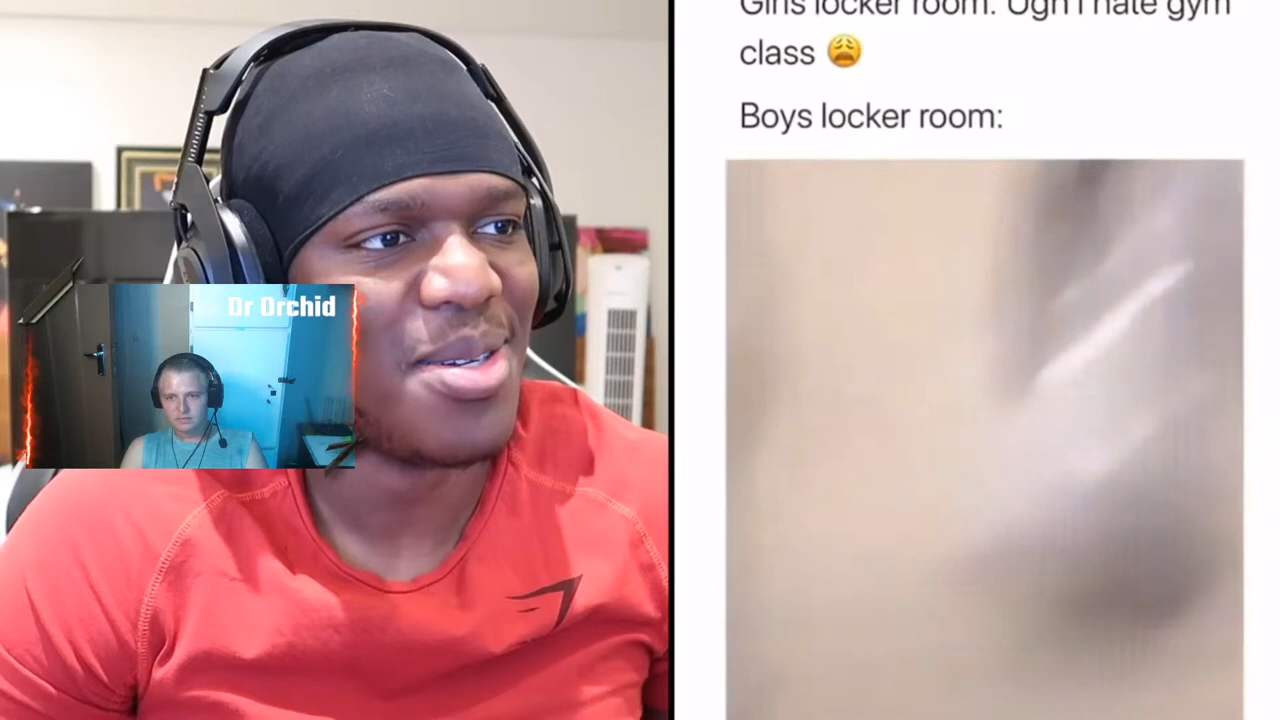 Girls locker room: Ugh I hate gym
class 😩
Boys locker room:
Dr Orchid